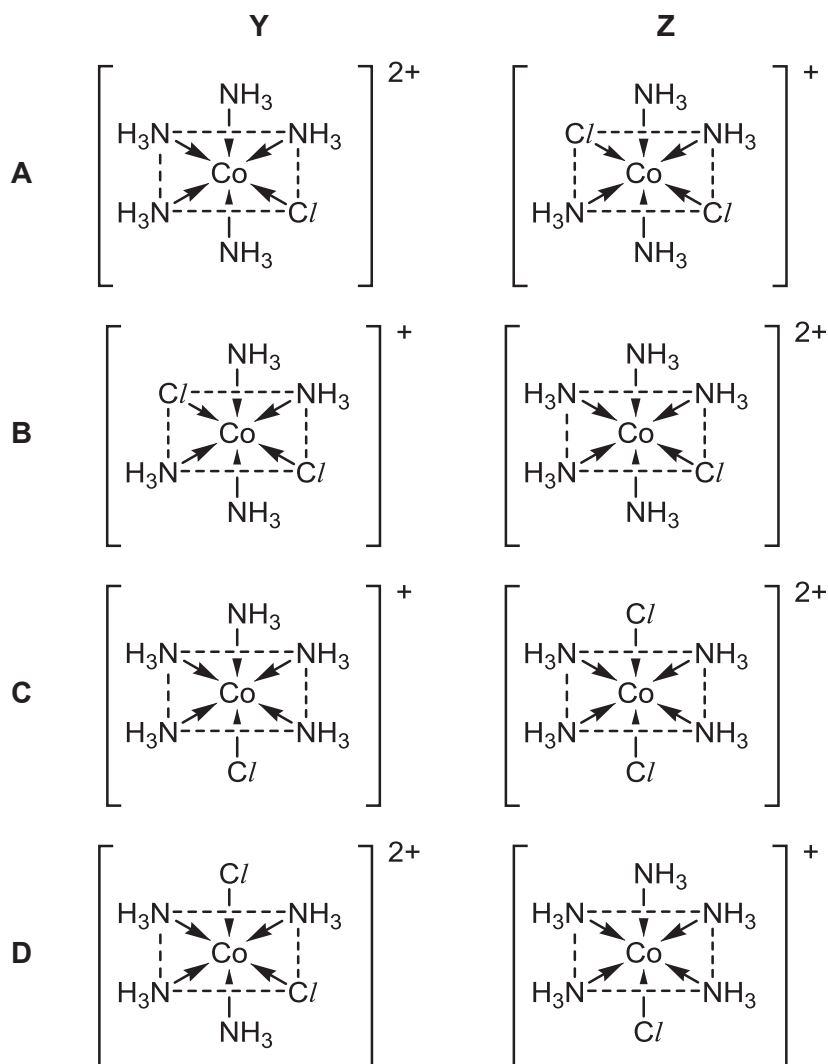 Y Z
NH3 2+ NH3 +
H3N NH3 Cl NH3
A Co Co
H3N Cl H3N Cl
NH3 NH3
NH3 + NH3 2+
Cl NH3 H3N NH3
B Co Co
H3N Cl H3N Cl
NH3 NH3
NH3 + Cl 2+
H3N NH3 H3N NH3
C Co Co
H3N NH3 H3N NH3
Cl Cl
Cl 2+ NH3 +
H3N NH3 H3N NH3
D Co Co
H3N Cl H3N NH3
NH3 Cl